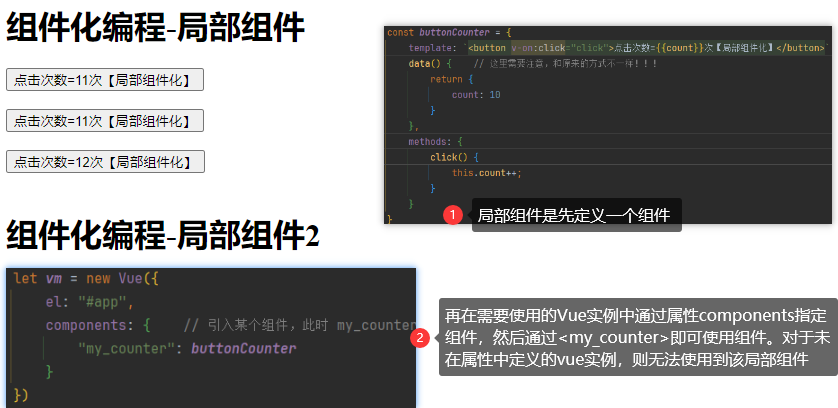 组件化编程-局部组件
点击次数=11次【局部组件化】
点击次数=11次【局部组件化】
点击次数=12次【局部组件化】
const buttonCounter = {
template: `<button v-on:click="click">点击次数={{count}}次【局部组件化】</button>
data() {    // 这里需要注意，和原来的方式不一样！！！
return {
count: 10
}
},
methods: {
click() {
this.count++;
}
}
}
1 局部组件是先定义一个组件
组件化编程-局部组件2
let vm = new Vue({
el: "#app",
components: {    // 引入某个组件，此时 my_counter
"my_counter": buttonCounter
}
})
2 再在需要使用的Vue实例中通过属性components指定
组件，然后通过<my_counter>即可使用组件。对于未
在属性中定义的vue实例，则无法使用到该局部组件